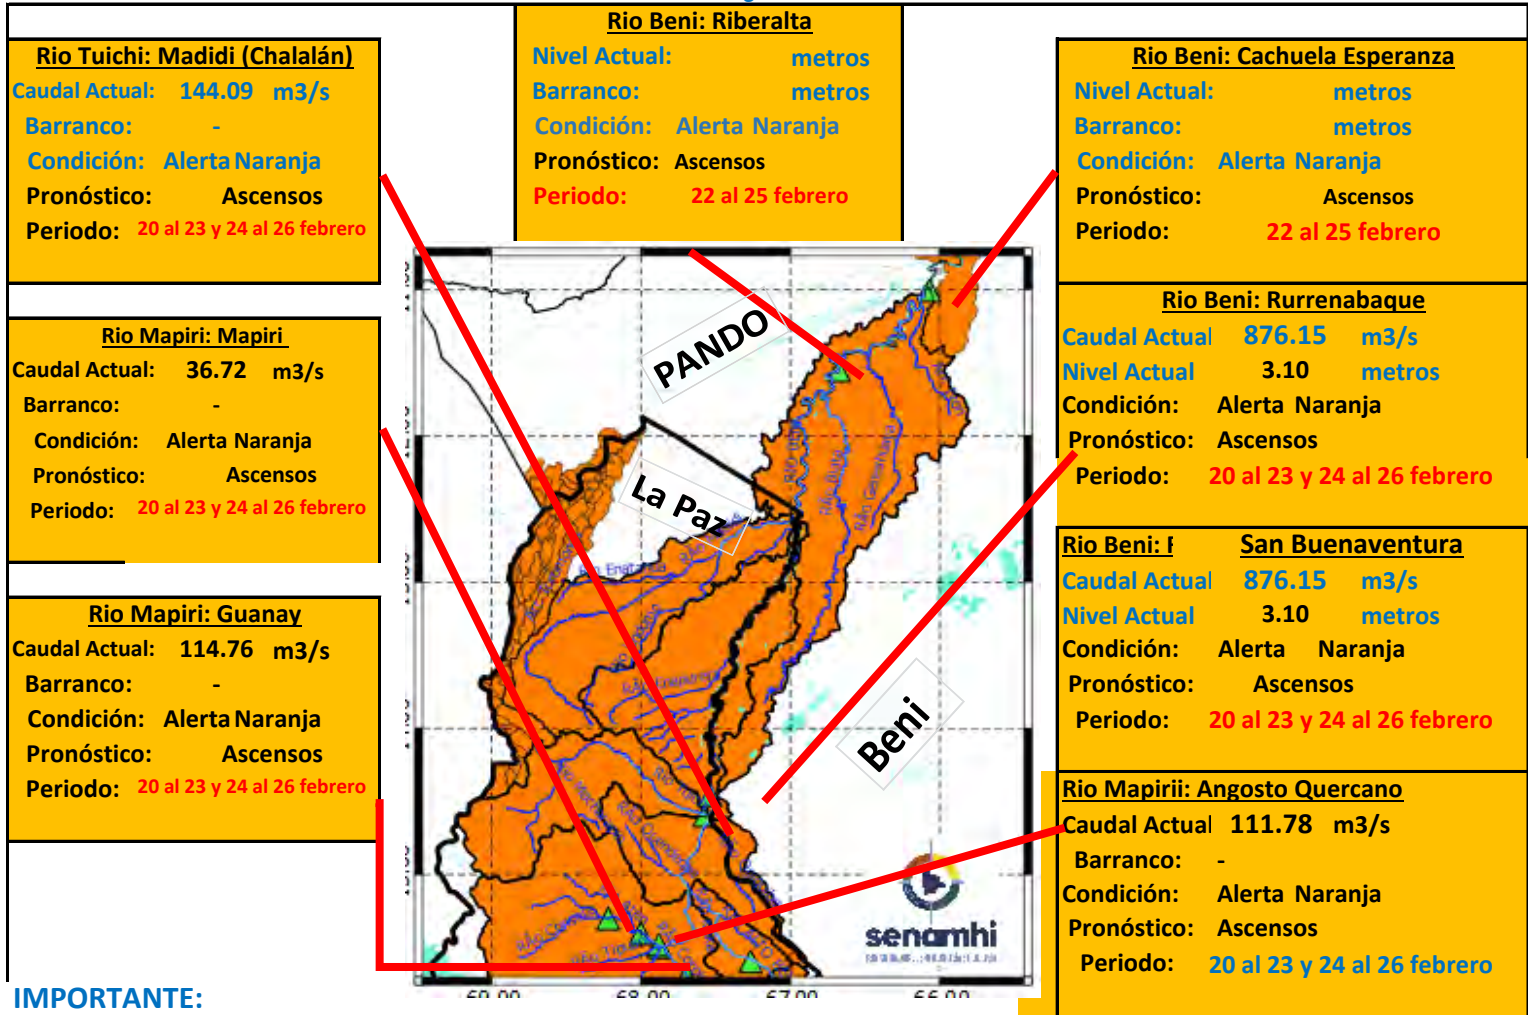 Rio Tuichi: Madidi (Chalalán)
Caudal Actual: 144.09 m3/s
Barranco: -
Condición: Alerta Naranja
Pronóstico: Ascensos
Periodo: 20 al 23 y 24 al 26 febrero
Rio Mapiri: Mapiri
Caudal Actual: 36.72 m3/s
Barranco: -
Condición: Alerta Naranja
Pronóstico: Ascensos
Periodo: 20 al 23 y 24 al 26 febrero
Rio Mapiri: Guanay
Caudal Actual: 114.76 m3/s
Barranco: -
Condición: Alerta Naranja
Pronóstico: Ascensos
Periodo: 20 al 23 y 24 al 26 febrero
Rio Beni: Riberalta
Nivel Actual: metros
Barranco: metros
Condición: Alerta Naranja
Pronóstico: Ascensos
Periodo: 22 al 25 febrero
PANDO
La Paz
Beni
senamhi
68.00
67.00
66.00
Rio Beni: Cachuela Esperanza
Nivel Actual: metros
Barranco: metros
Condición: Alerta Naranja
Pronóstico: Ascensos
Periodo: 22 al 25 febrero
Rio Beni: Rurrenabaque
Caudal Actual 876.15 m3/s
Nivel Actual 3.10 metros
Condición: Alerta Naranja
Pronóstico: Ascensos
Periodo: 20 al 23 y 24 al 26 febrero
Rio Beni: San Buenaventura
Caudal Actual 876.15 m3/s
Nivel Actual 3.10 metros
Condición: Alerta Naranja
Pronóstico: Ascensos
Periodo: 20 al 23 y 24 al 26 febrero
Rio Mapirii: Angosto Quercano
Caudal Actual 111.78 m3/s
Barranco: -
Condición: Alerta Naranja
Pronóstico: Ascensos
Periodo: 20 al 23 y 24 al 26 febrero
IMPORTANTE: